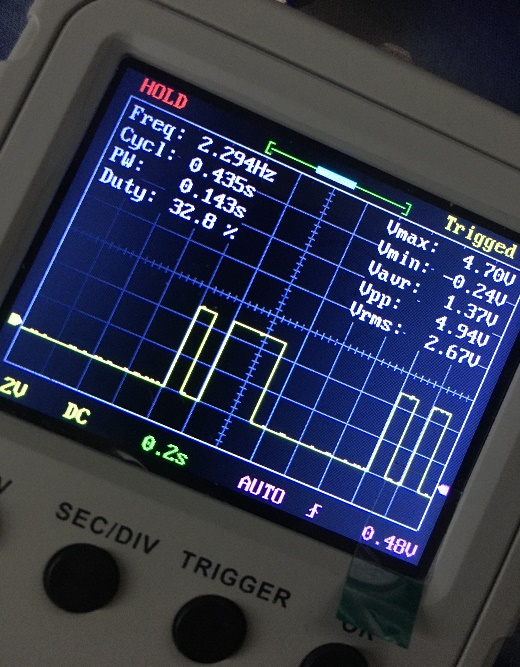 HOLD
Freq: 2.294Hz
Cycl: 0.435s
PW: 0.143s
Duty: 32.8 %
Triggered
Vmax: 4.70V
Vmin: -0.24V
Vavr: 1.37V
Vpp: 4.94V
Vrms: 2.67V
2V DC 0.2s AUTO 0.48V
SEC/DIV
TRIGGER